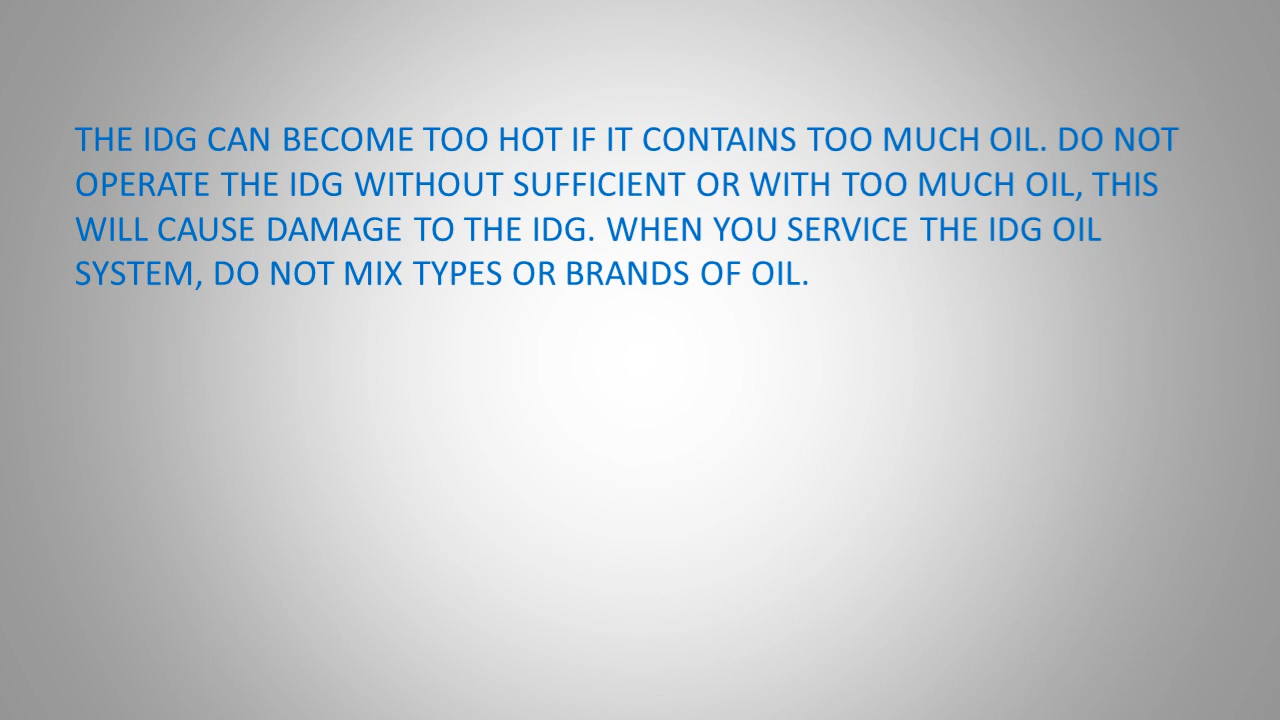 THE IDG CAN BECOME TOO HOT IF IT CONTAINS TOO MUCH OIL. DO NOT
OPERATE THE IDG WITHOUT SUFFICIENT OR WITH TOO MUCH OIL, THIS
WILL CAUSE DAMAGE TO THE IDG. WHEN YOU SERVICE THE IDG OIL
SYSTEM, DO NOT MIX TYPES OR BRANDS OF OIL.